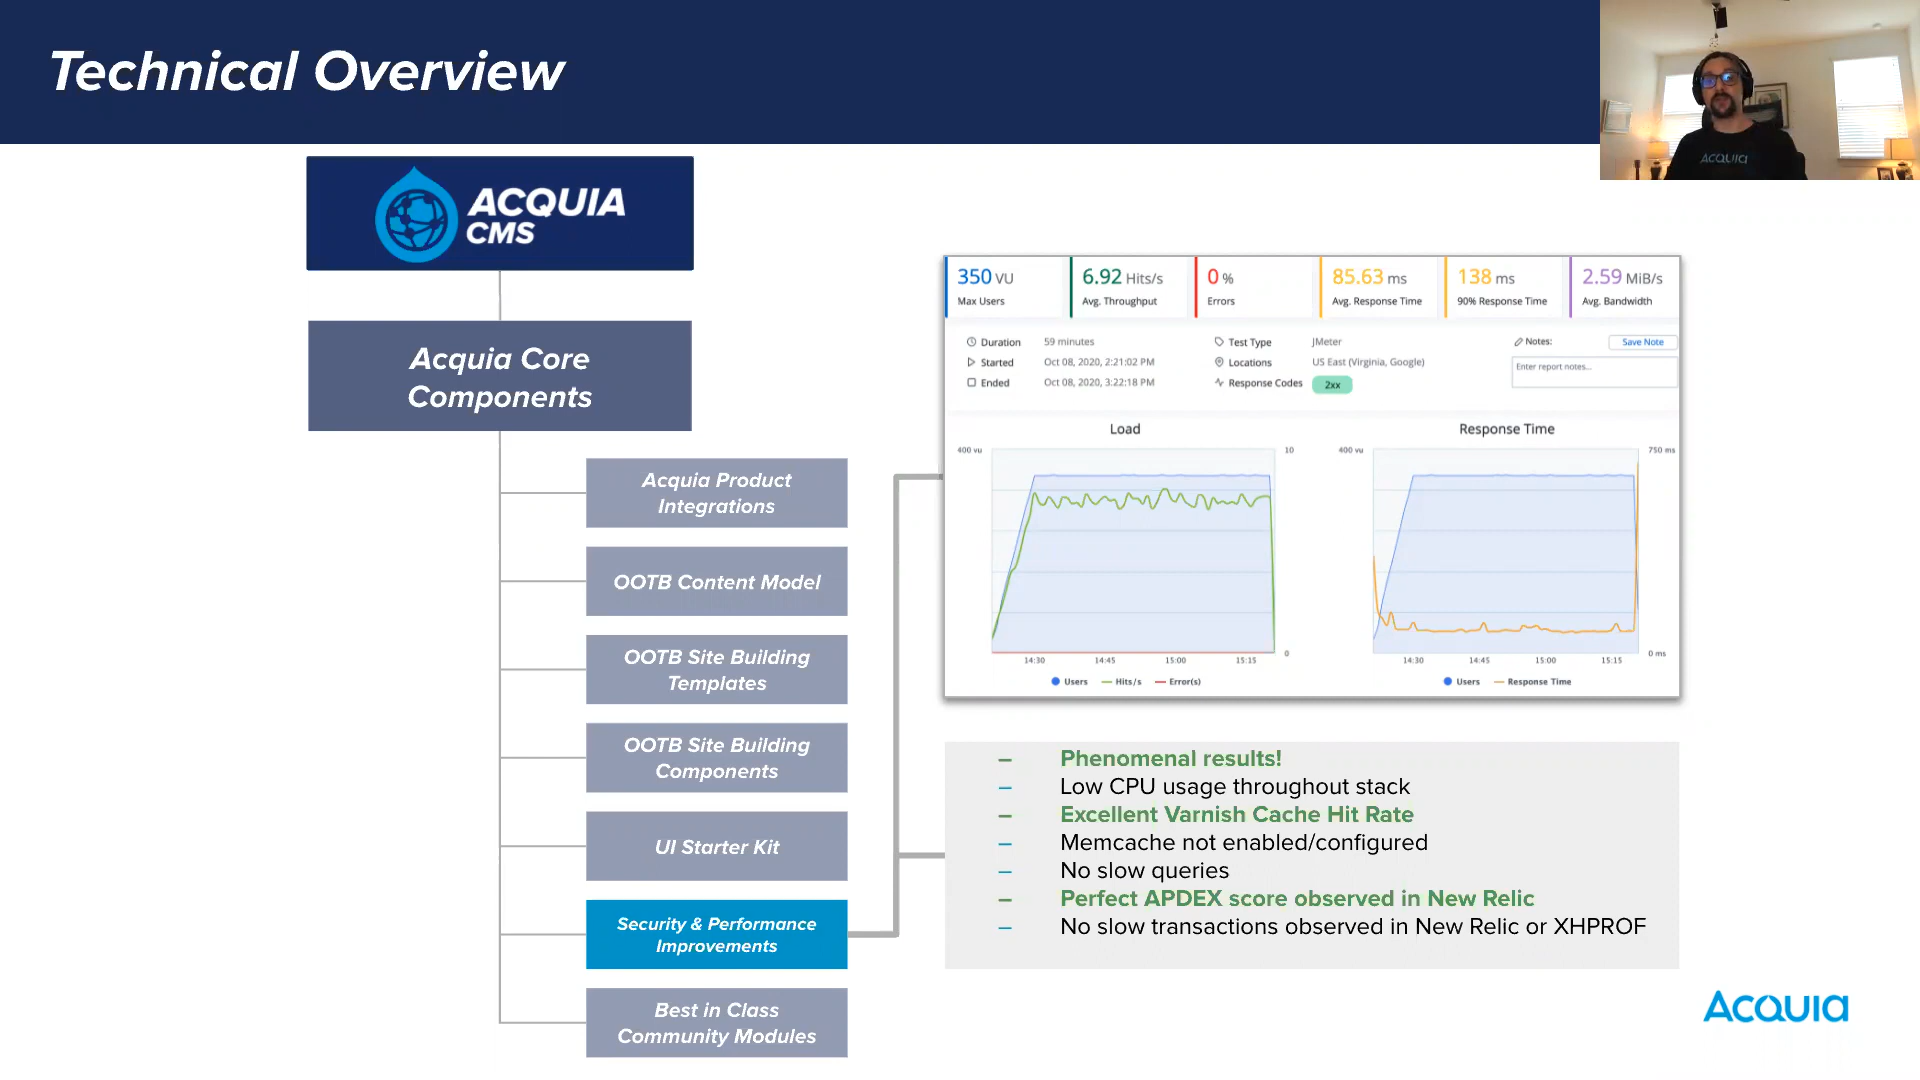 Technical Overview
ACQUIA
ACQUIA
CMS
Acquia Core
Components
Acquia Product
Integrations
OOTB Content Model
OOTB Site Building
Templates
OOTB Site Building
Components
UI Starter Kit
Security & Performance
Improvements
Best in Class
Community Modules
350 VU
Max Users
6.92 Hits/s
Avg. Throughput
0 %
Errors
85.63 ms
Avg. Response Time
138 ms
90% Response Time
2.59 MiB/s
Avg. Bandwidth
Duration 59 minutes
Started Oct 08, 2020, 2:21:02 PM
Ended Oct 08, 2020, 3:22:18 PM
Test Type JMeter
Locations US East (Virginia, Google)
Response Codes 2xx
Notes: Save Note
Enter report notes...
Load
400 vu 10
0
14:30 14:45 15:00 15:15
Users Hits/s Error(s)
Response Time
400 vu 750 ms
0 ms
14:30 14:45 15:00 15:15
Users Response Time
– Phenomenal results!
– Low CPU usage throughout stack
– Excellent Varnish Cache Hit Rate
– Memcache not enabled/configured
– No slow queries
– Perfect APDEX score observed in New Relic
– No slow transactions observed in New Relic or XHPROF
ACQUIA